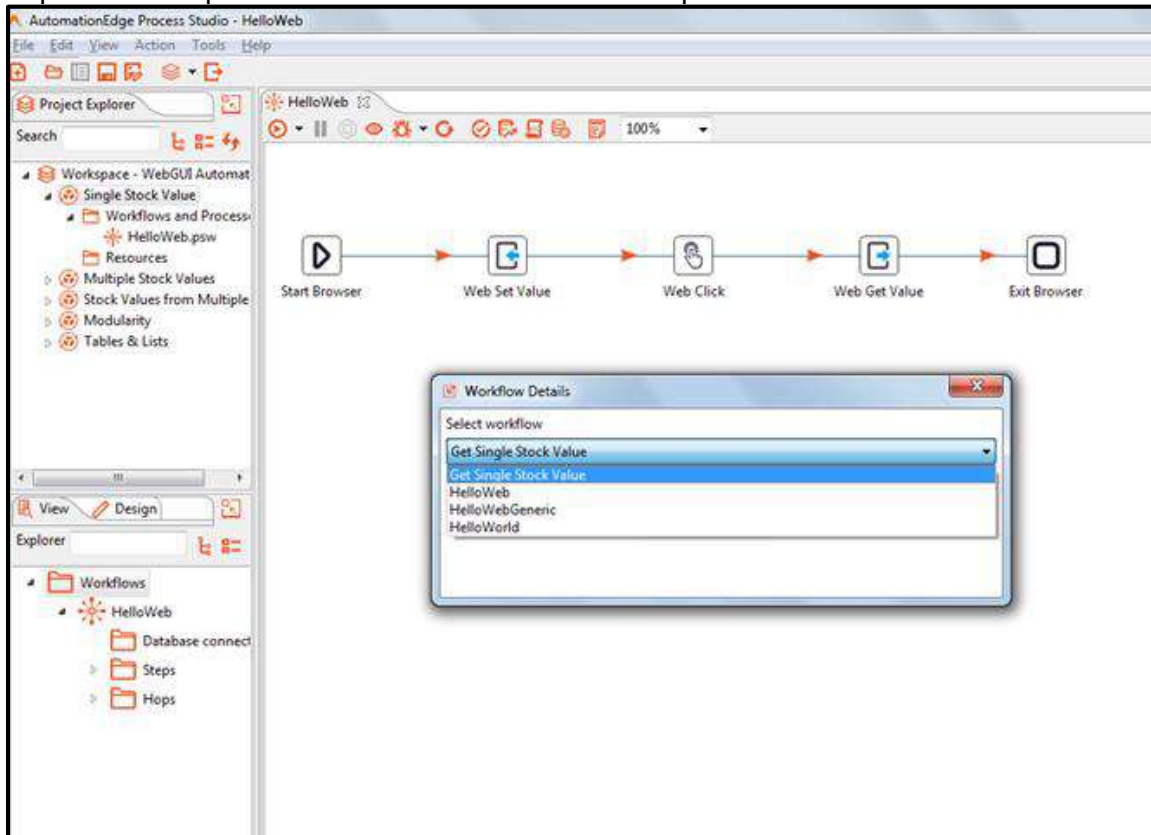 AutomationEdge Process Studio - HelloWeb
File Edit View Action Tools Help
Project Explorer
Search
Workspace - WebGUI Automat
Single Stock Value
Workflows and Process
HelloWeb.psw
Resources
Multiple Stock Values
Stock Values from Multiple
Modularity
Tables & Lists
View Design
Explorer
Workflows
HelloWeb
Database connect
Steps
Hops
HelloWeb
100%
Start Browser
Web Set Value
Web Click
Web Get Value
Exit Browser
Workflow Details
Select workflow
Get Single Stock Value
Get Single Stock Value
HelloWeb
HelloWebGeneric
HelloWorld